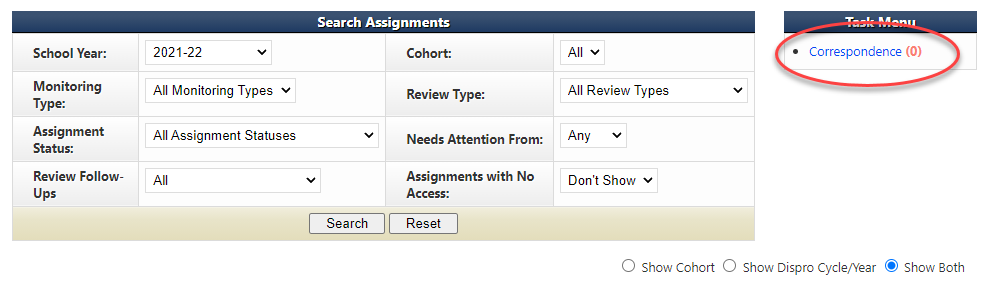 Search Assignments
Task Menu
School Year: 2021-22 Cohort: All
Correspondence (0)
Monitoring Type: All Monitoring Types Review Type: All Review Types
Assignment Status: All Assignment Statuses Needs Attention From: Any
Review Follow-Ups All Assignments with No Access: Don't Show
Search Reset
Show Cohort Show Dispro Cycle/Year Show Both